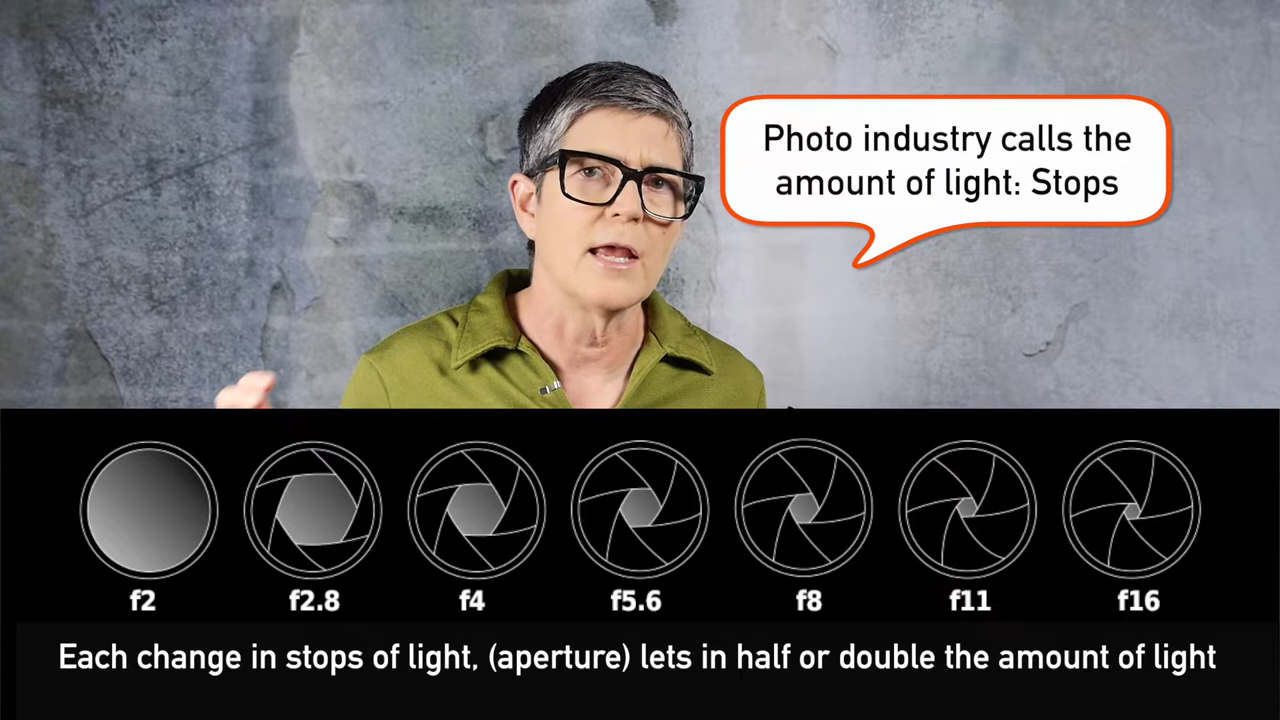 Photo industry calls the
amount of light: Stops
f2 f2.8 f4 f5.6 f8 f11 f16
Each change in stops of light, (aperture) lets in half or double the amount of light